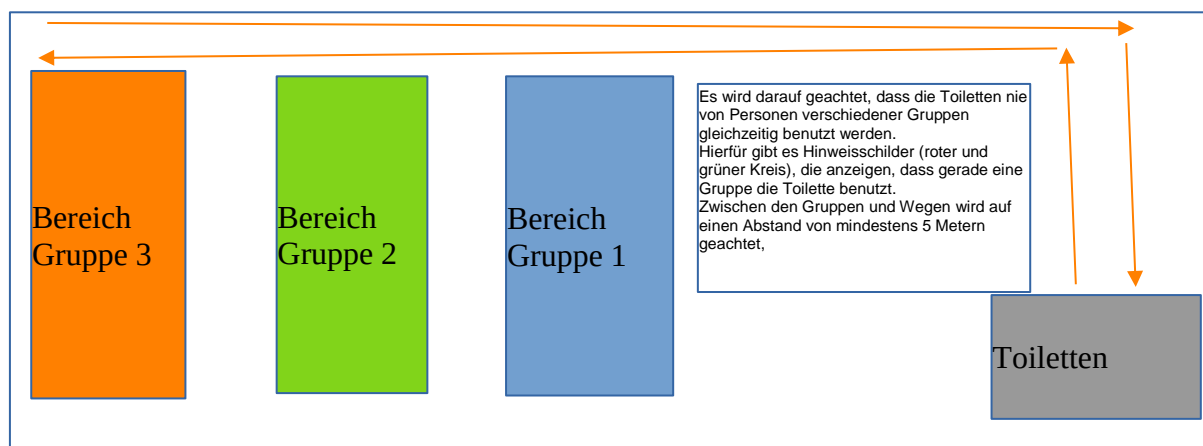 Bereich
Gruppe 3
Bereich
Gruppe 2
Bereich
Gruppe 1
Es wird darauf geachtet, dass die Toiletten nie
von Personen verschiedener Gruppen
gleichzeitig benutzt werden.
Hierfür gibt es Hinweisschilder (roter und
grüner Kreis), die anzeigen, dass gerade eine
Gruppe die Toilette benutzt.
Zwischen den Gruppen und Wegen wird auf
einen Abstand von mindestens 5 Metern
geachtet,
Toiletten